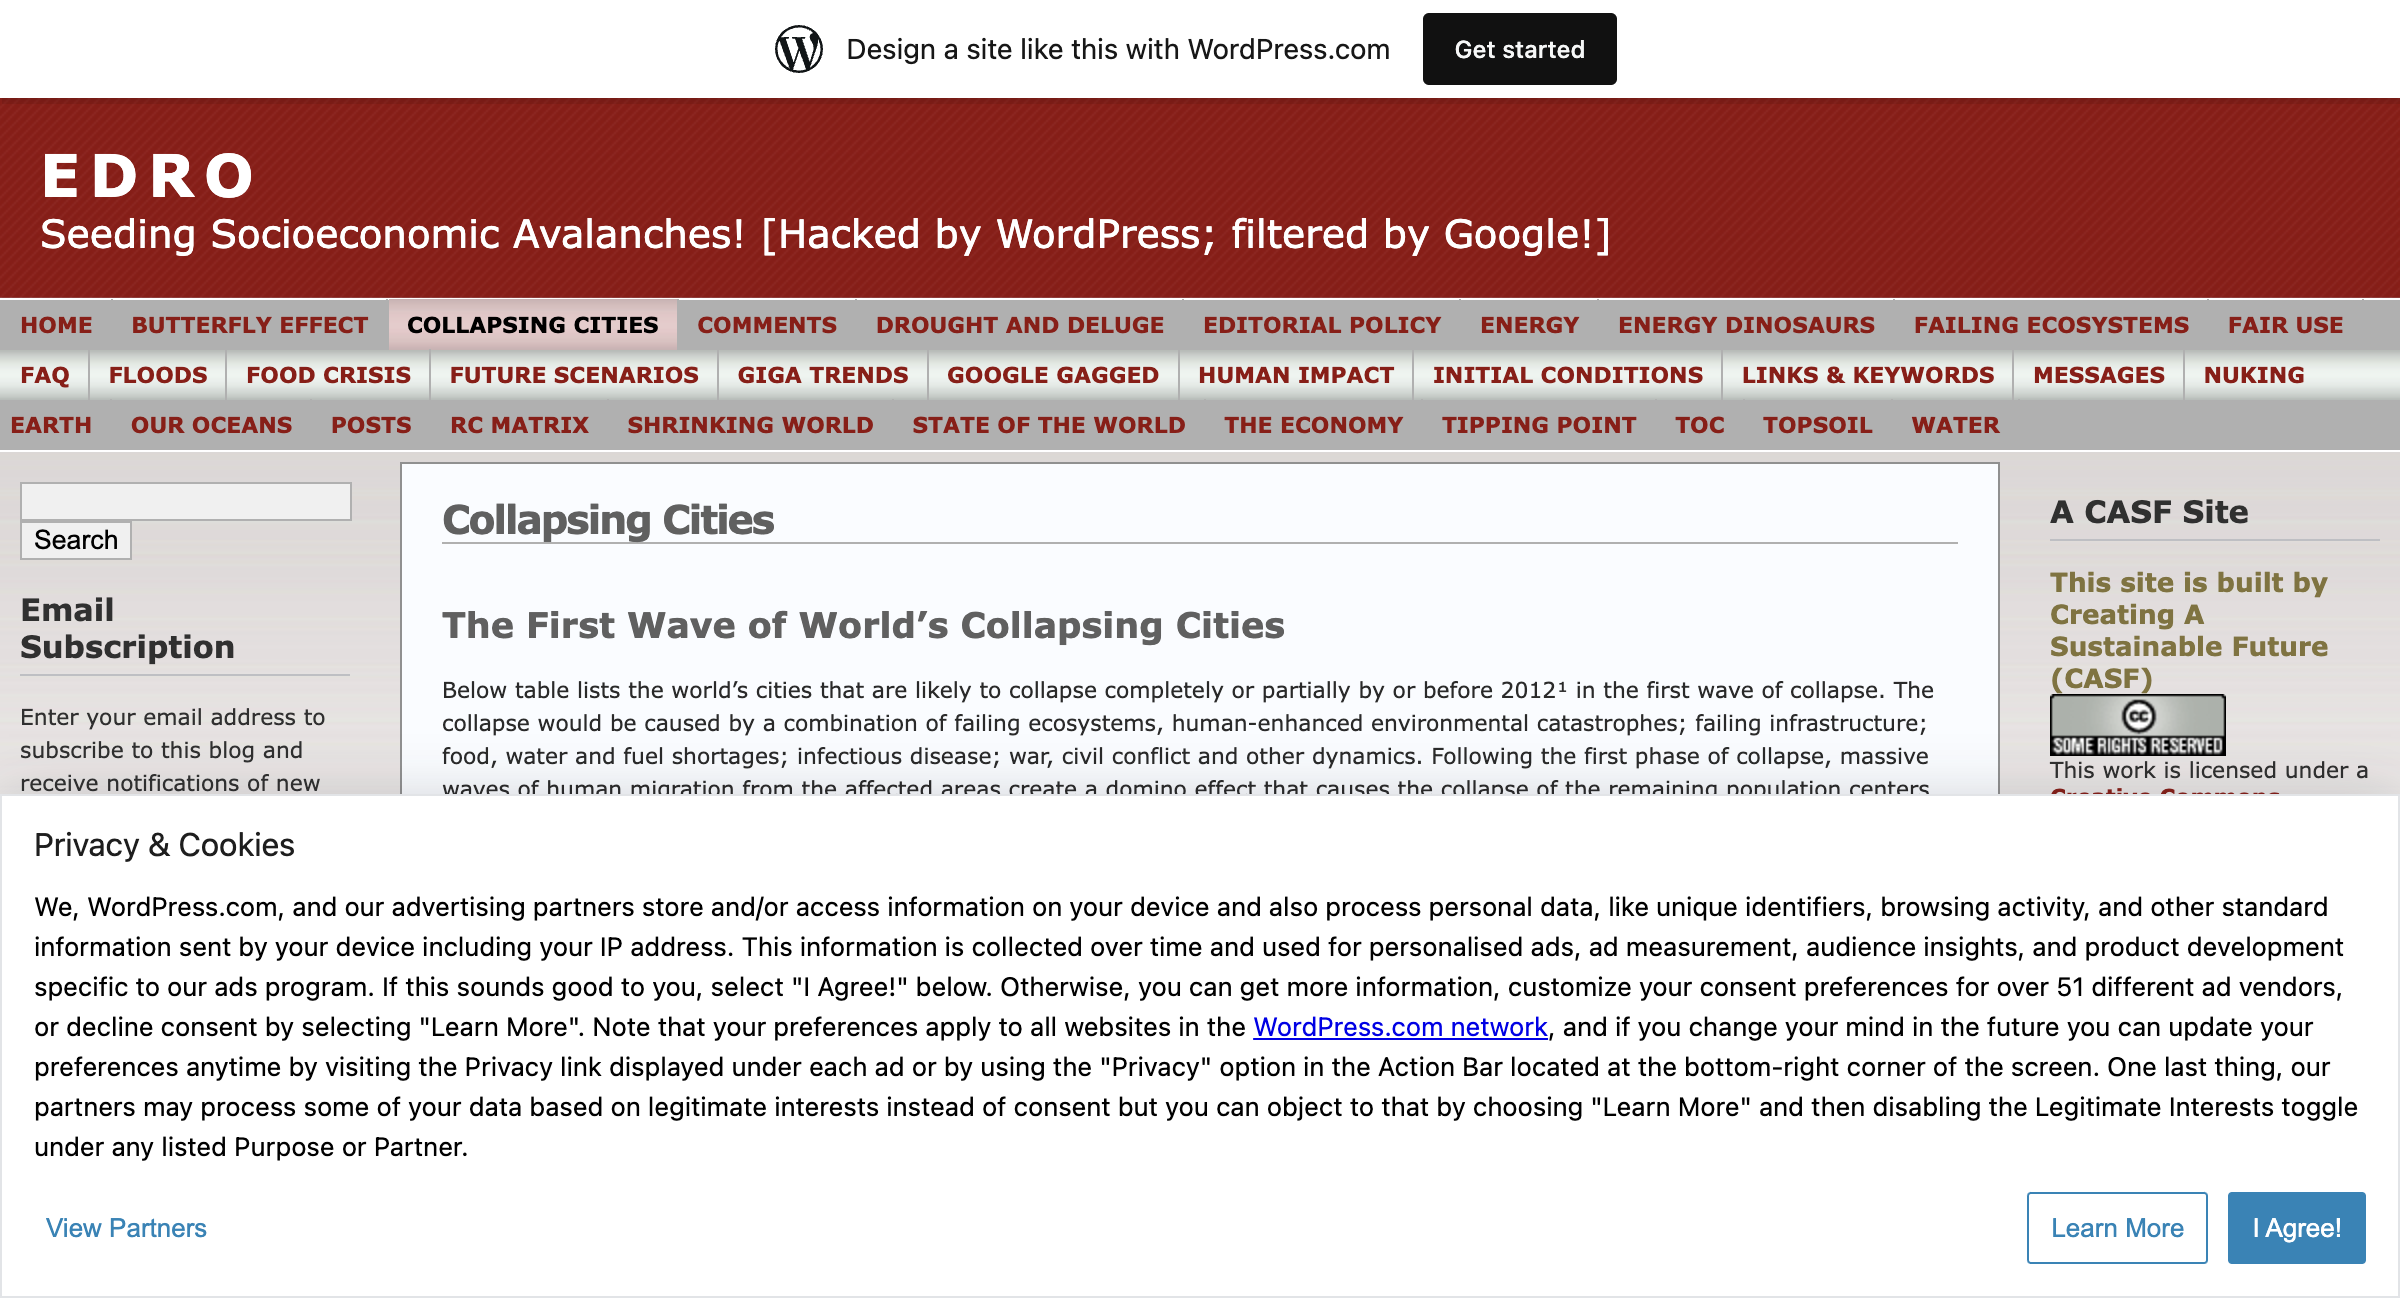 Design a site like this with WordPress.com
Get started
EDRO
Seeding Socioeconomic Avalanches! [Hacked by WordPress; filtered by Google!]
HOME BUTTERFLY EFFECT COLLAPSING CITIES COMMENTS DROUGHT AND DELUGE EDITORIAL POLICY ENERGY ENERGY DINOSAURS FAILING ECOSYSTEMS FAIR USE
FAQ FLOODS FOOD CRISIS FUTURE SCENARIOS GIGA TRENDS GOOGLE GAGGED HUMAN IMPACT INITIAL CONDITIONS LINKS & KEYWORDS MESSAGES NUKING
EARTH OUR OCEANS POSTS RC MATRIX SHRINKING WORLD STATE OF THE WORLD THE ECONOMY TIPPING POINT TOC TOPSOIL WATER
Search
Email
Subscription
Enter your email address to
subscribe to this blog and
receive notifications of new
Collapsing Cities
The First Wave of World’s Collapsing Cities
Below table lists the world’s cities that are likely to collapse completely or partially by or before 2012¹ in the first wave of collapse. The
collapse would be caused by a combination of failing ecosystems, human-enhanced environmental catastrophes; failing infrastructure;
food, water and fuel shortages; infectious disease; war, civil conflict and other dynamics. Following the first phase of collapse, massive
waves of human migration from the affected areas create a domino effect that causes the collapse of the remaining population centers
A CASF Site
This site is built by
Creating A
Sustainable Future
(CASF)
cc
SOME RIGHTS RESERVED
This work is licensed under a
Creative Commons
Privacy & Cookies
We, WordPress.com, and our advertising partners store and/or access information on your device and also process personal data, like unique identifiers, browsing activity, and other standard
information sent by your device including your IP address. This information is collected over time and used for personalised ads, ad measurement, audience insights, and product development
specific to our ads program. If this sounds good to you, select "I Agree!" below. Otherwise, you can get more information, customize your consent preferences for over 51 different ad vendors,
or decline consent by selecting "Learn More". Note that your preferences apply to all websites in the WordPress.com network, and if you change your mind in the future you can update your
preferences anytime by visiting the Privacy link displayed under each ad or by using the "Privacy" option in the Action Bar located at the bottom-right corner of the screen. One last thing, our
partners may process some of your data based on legitimate interests instead of consent but you can object to that by choosing "Learn More" and then disabling the Legitimate Interests toggle
under any listed Purpose or Partner.
View Partners
Learn More
I Agree!